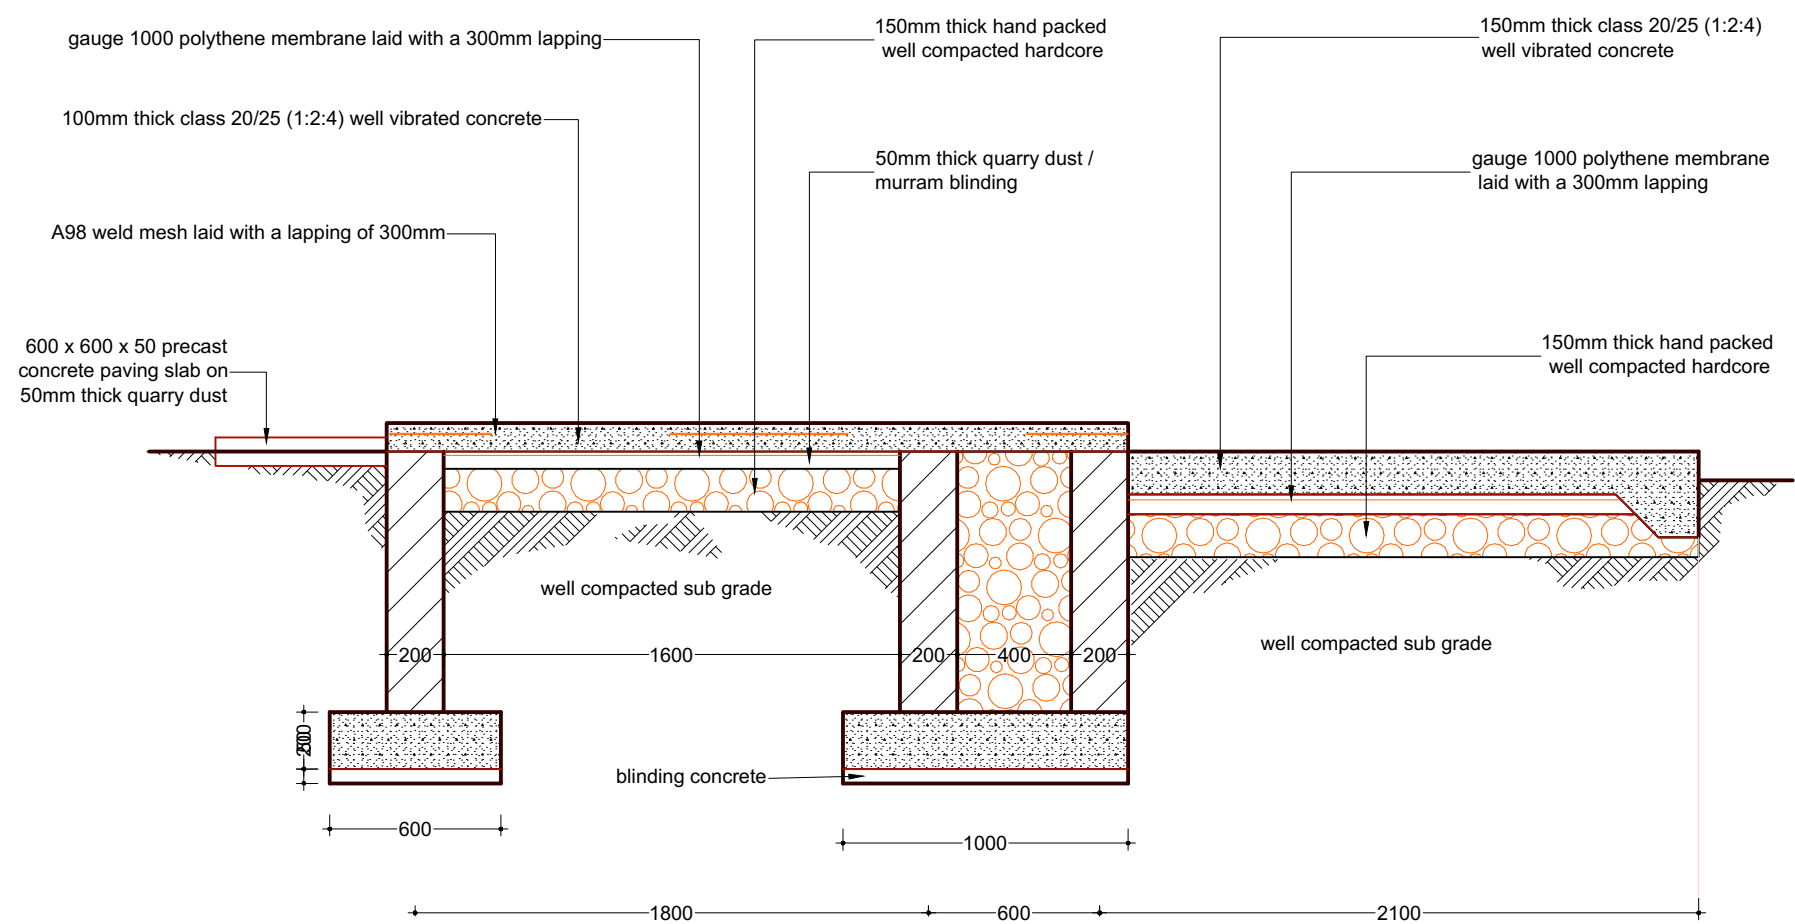 gauge 1000 polythene membrane laid with a 300mm lapping
150mm thick hand packed
well compacted hardcore
150mm thick class 20/25 (1:2:4)
well vibrated concrete
100mm thick class 20/25 (1:2:4) well vibrated concrete
50mm thick quarry dust /
murram blinding
gauge 1000 polythene membrane
laid with a 300mm lapping
A98 weld mesh laid with a lapping of 300mm
600 x 600 x 50 precast
concrete paving slab on
50mm thick quarry dust
150mm thick hand packed
well compacted hardcore
well compacted sub grade
well compacted sub grade
200
1600
200
400
200
blinding concrete
600
1000
1800
600
2100